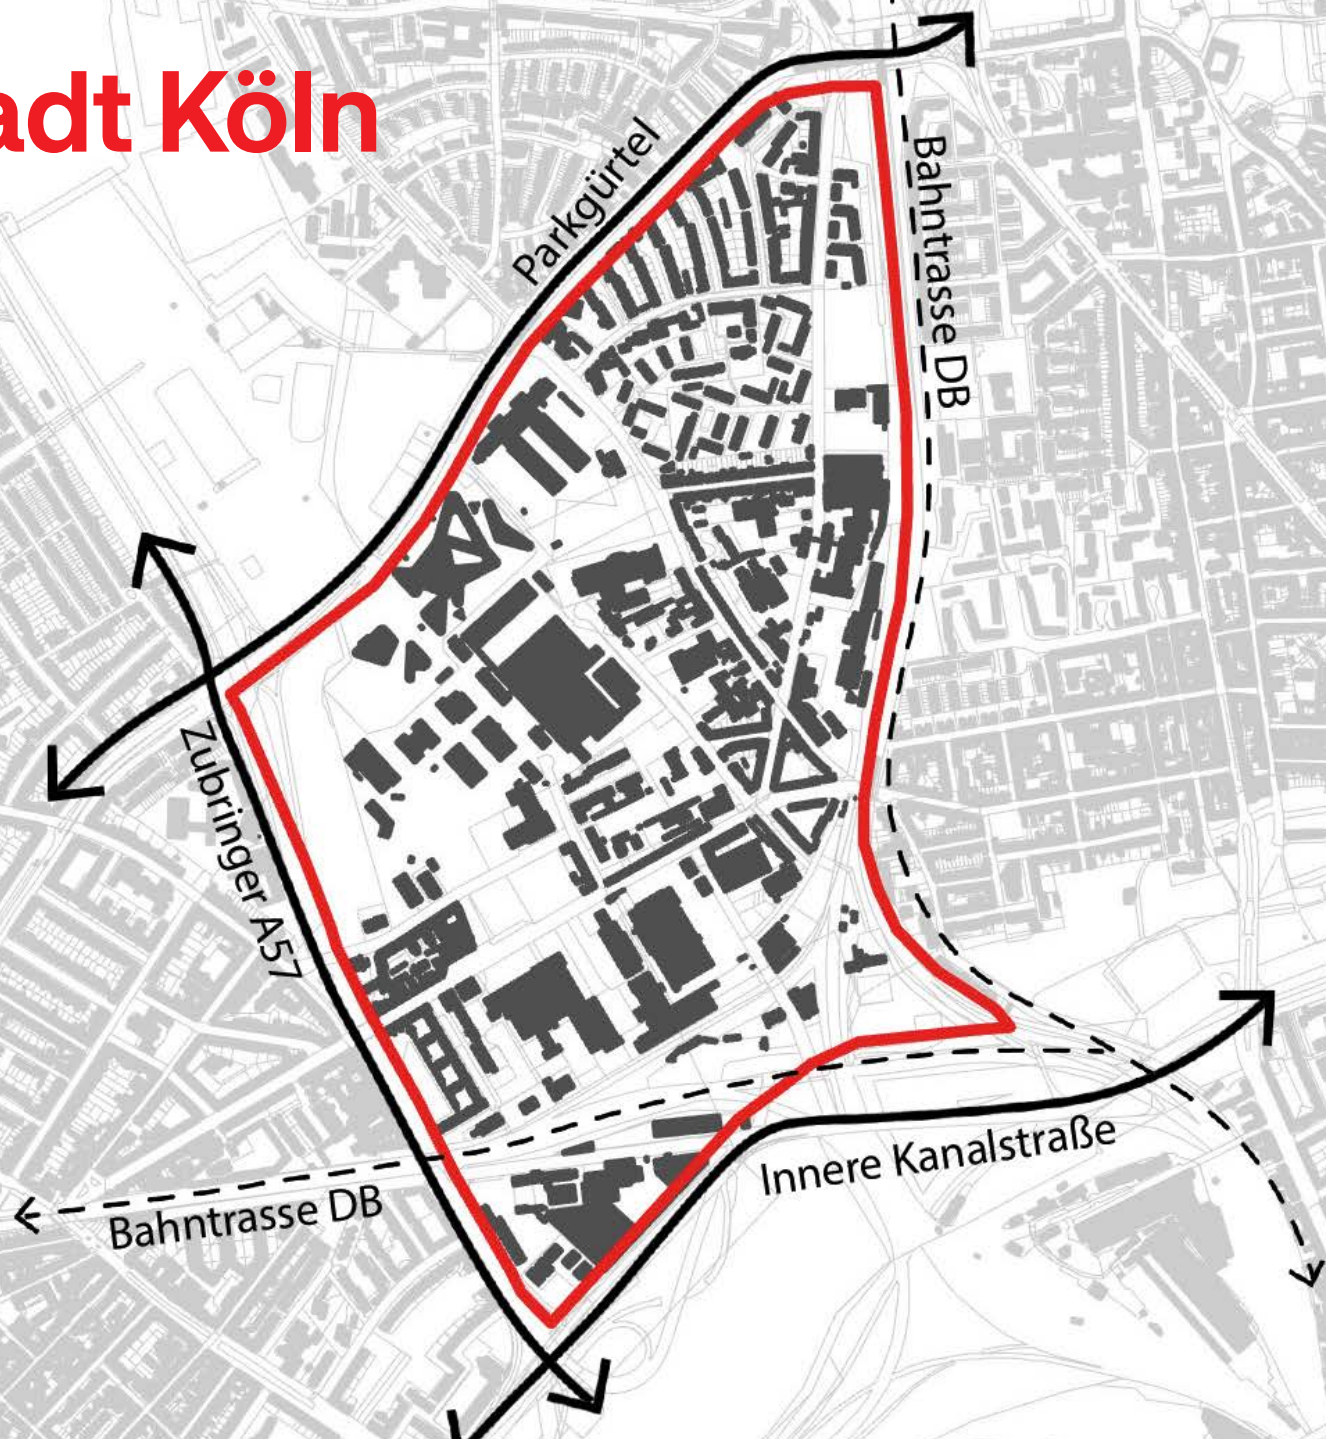 adt Köln
Parkgürtel
Bahntrasse DB
Zubringer A57
Innere Kanalstraße
Bahntrasse DB